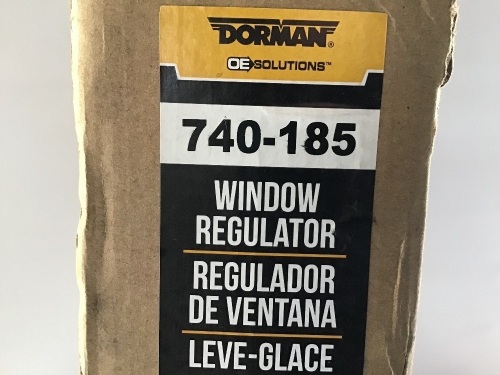 DORMAN®
OE SOLUTIONS™
740-185
WINDOW
REGULATOR
REGULADOR
DE VENTANA
LEVE-GLACE